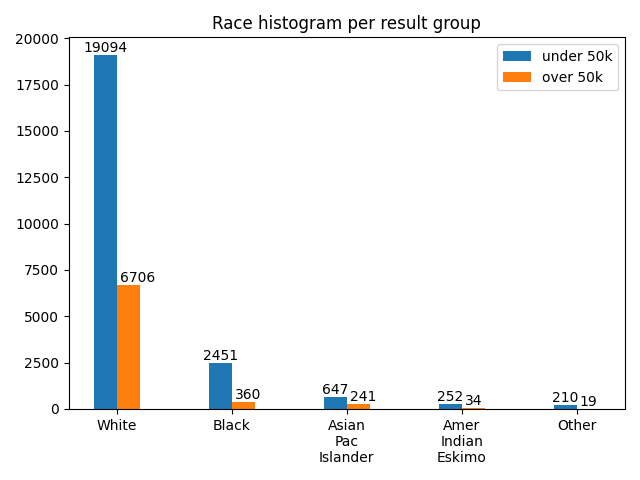 Race histogram per result group
20000
17500
15000
12500
10000
7500
5000
2500
0
under 50k
over 50k
19094
6706
2451
360
647
241
252
34
210
19
White
Black
Asian
Pac
Islander
Amer
Indian
Eskimo
Other